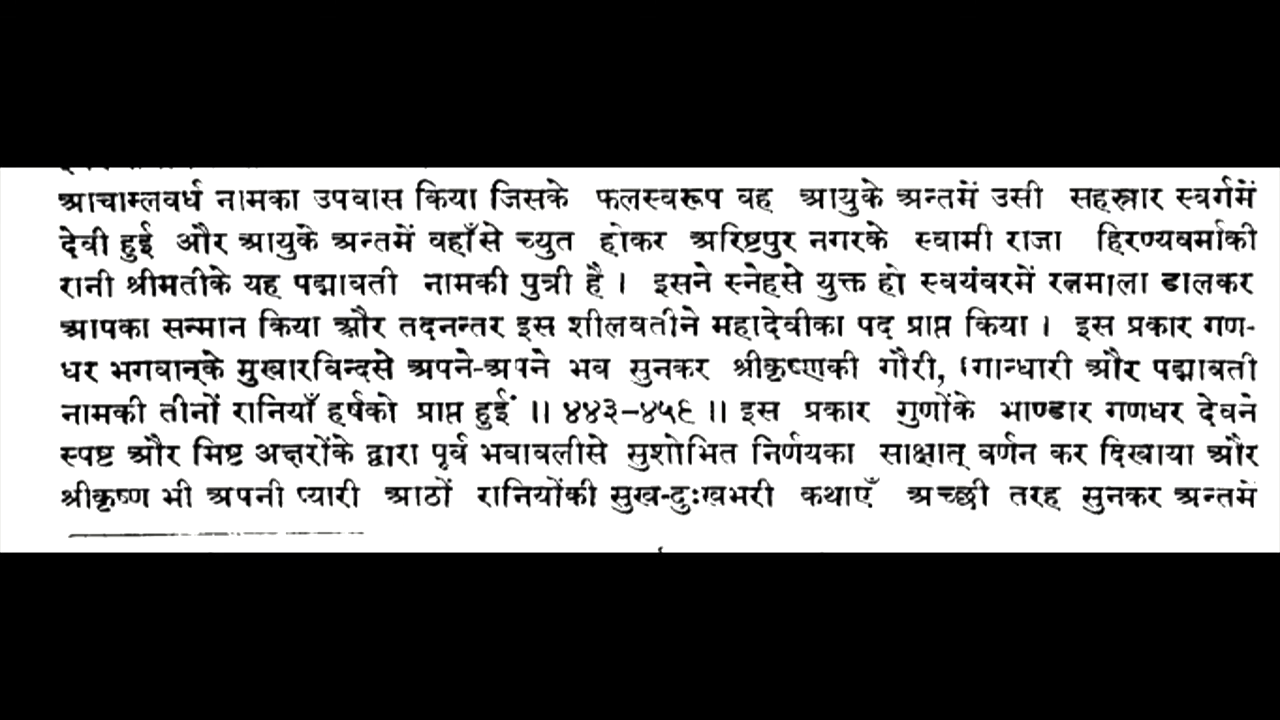 आचाम्लवर्ध नामका उपवास किया जिसके फलस्वरूप वह आयुके अन्तमें उसी सहस्रार स्वर्गमें
देवी हुई और आयुके अन्तमें वहाँसे च्युत होकर अरिष्टपुर नगरके स्वामी राजा हिरण्यवर्माकी
रानी श्रीमतीके यह पद्मावती नामकी पुत्री है । इसने स्नेहसे युक्त हो स्वयंवरमें रत्नमाला डालकर
आपका सन्मान किया और तदनन्तर इस शीलवतीने महादेवीका पद प्राप्त किया । इस प्रकार गण-
धर भगवान्‌के मुखारविन्दसे अपने-अपने भव सुनकर श्रीकृष्णकी गौरी, गान्धारी और पद्मावती
नामकी तीनों रानियाँ हर्षको प्राप्त हुईं ॥ ४४३-४५९ ॥ इस प्रकार गुणोंके भाण्डार गणधर देवने
स्पष्ट और मिष्ट अक्षरोंके द्वारा पूर्व भवावलीसे सुशोभित निर्णयका साक्षात् वर्णन कर दिखाया और
श्रीकृष्ण भी अपनी प्यारी आठों रानियोंकी सुख-दुःखभरी कथाएँ अच्छी तरह सुनकर अन्तमें